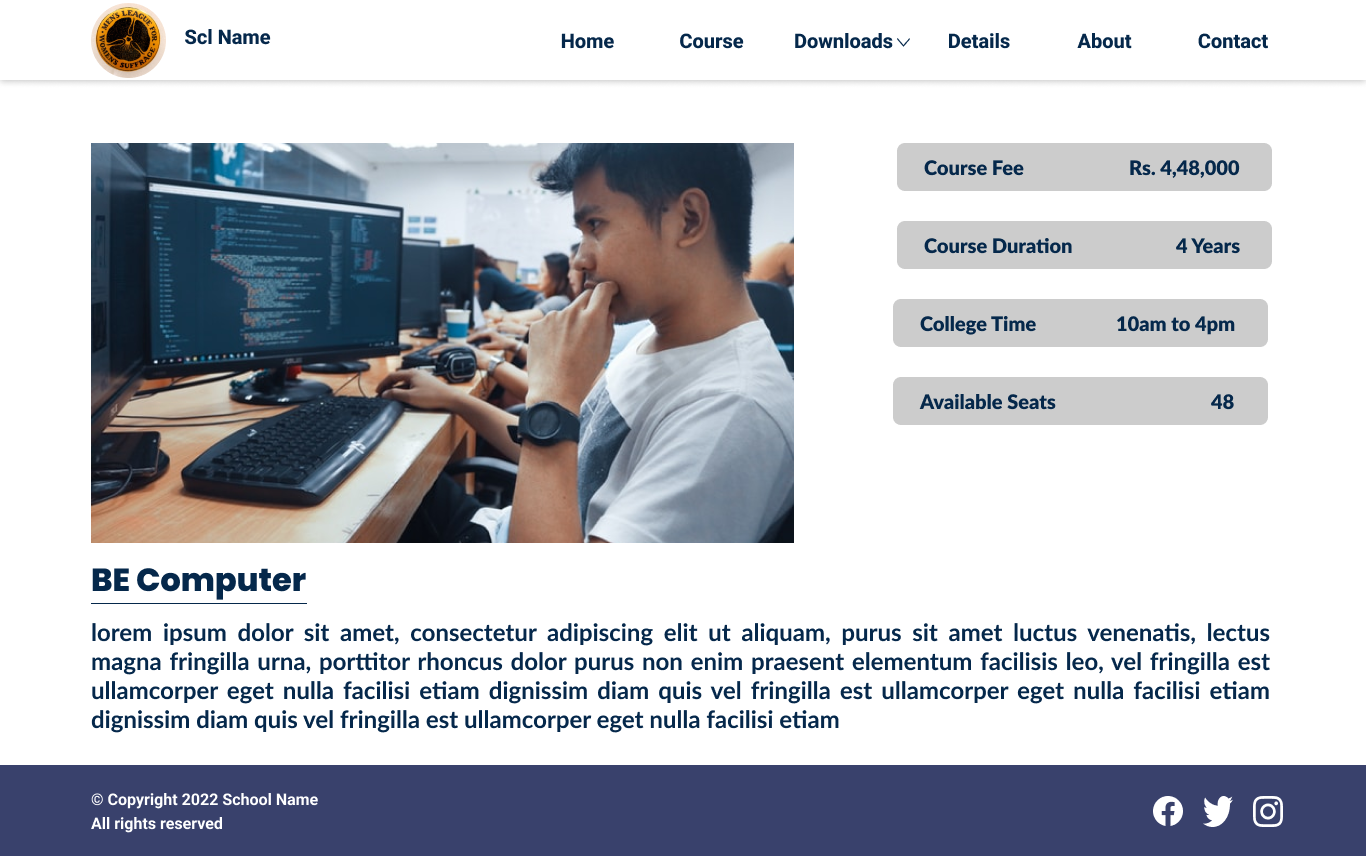 MEN'S LEAGUE FOR
WOMENS SUFFRAGE
Scl Name
Home
Course
Downloads
Details
About
Contact
Course Fee Rs. 4,48,000
Course Duration 4 Years
College Time 10am to 4pm
Available Seats 48
BE Computer
lorem ipsum dolor sit amet, consectetur adipiscing elit ut aliquam, purus sit amet luctus venenatis, lectus
magna fringilla urna, porttitor rhoncus dolor purus non enim praesent elementum facilisis leo, vel fringilla est
ullamcorper eget nulla facilisi etiam dignissim diam quis vel fringilla est ullamcorper eget nulla facilisi etiam
dignissim diam quis vel fringilla est ullamcorper eget nulla facilisi etiam
© Copyright 2022 School Name
All rights reserved